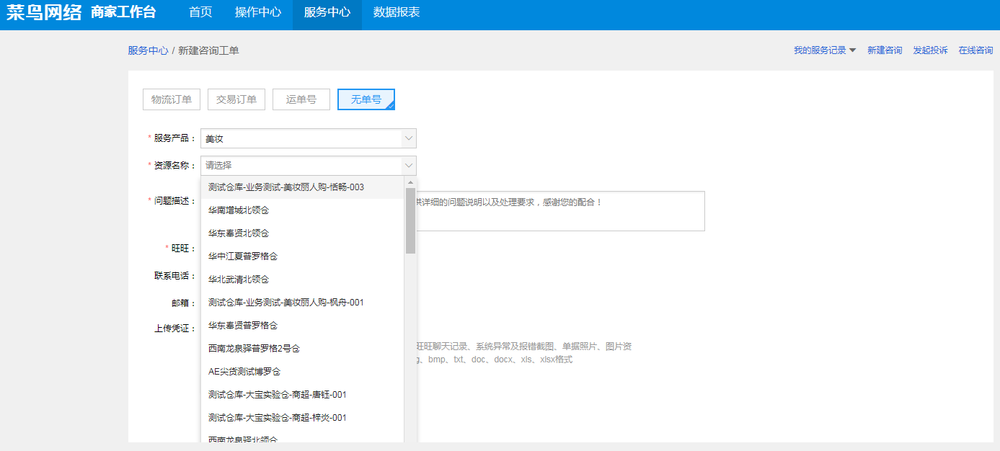 菜鸟网络 商家工作台 首页 操作中心 服务中心 数据报表
服务中心 / 新建咨询工单 我的服务记录 新建咨询 发起投诉 在线咨询
物流订单 交易订单 运单号 无单号
* 服务产品： 美妆
* 资源名称： 请选择
测试仓库-业务测试-美妆丽人购-恬畅-003
* 问题描述： 供详细的问题说明以及处理要求，感谢您的配合！
华南增城北领仓
华东奉贤北领仓
* 旺旺：
华中江夏普罗格仓
联系电话：
华北武清北领仓
邮箱： 测试仓库-业务测试-美妆丽人购-枫舟-001
上传凭证： 华东奉贤普罗格仓
西南龙泉驿普罗格2号仓 旺旺聊天记录、系统异常及报错截图、单据照片、图片资
g、bmp、txt、doc、docx、xls、xlsx格式
AE尖货测试博罗仓
测试仓库-大宝实验仓-商超-唐钰-001
测试仓库-大宝实验仓-商超-梓炎-001
西南龙泉驿北领仓